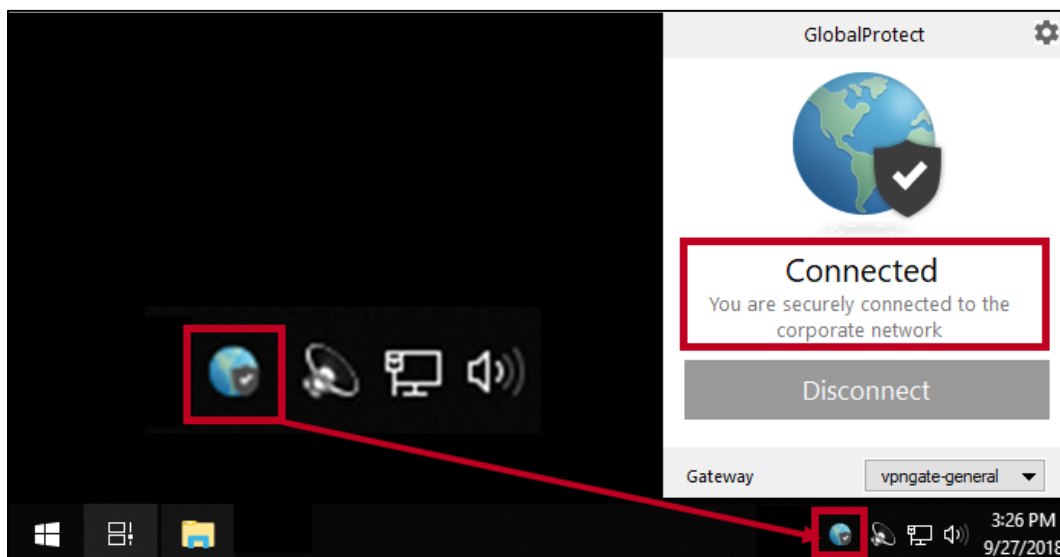 GlobalProtect
Connected
You are securely connected to the
corporate network
Disconnect
Gateway
vpngate-general
3:26 PM
9/27/2018